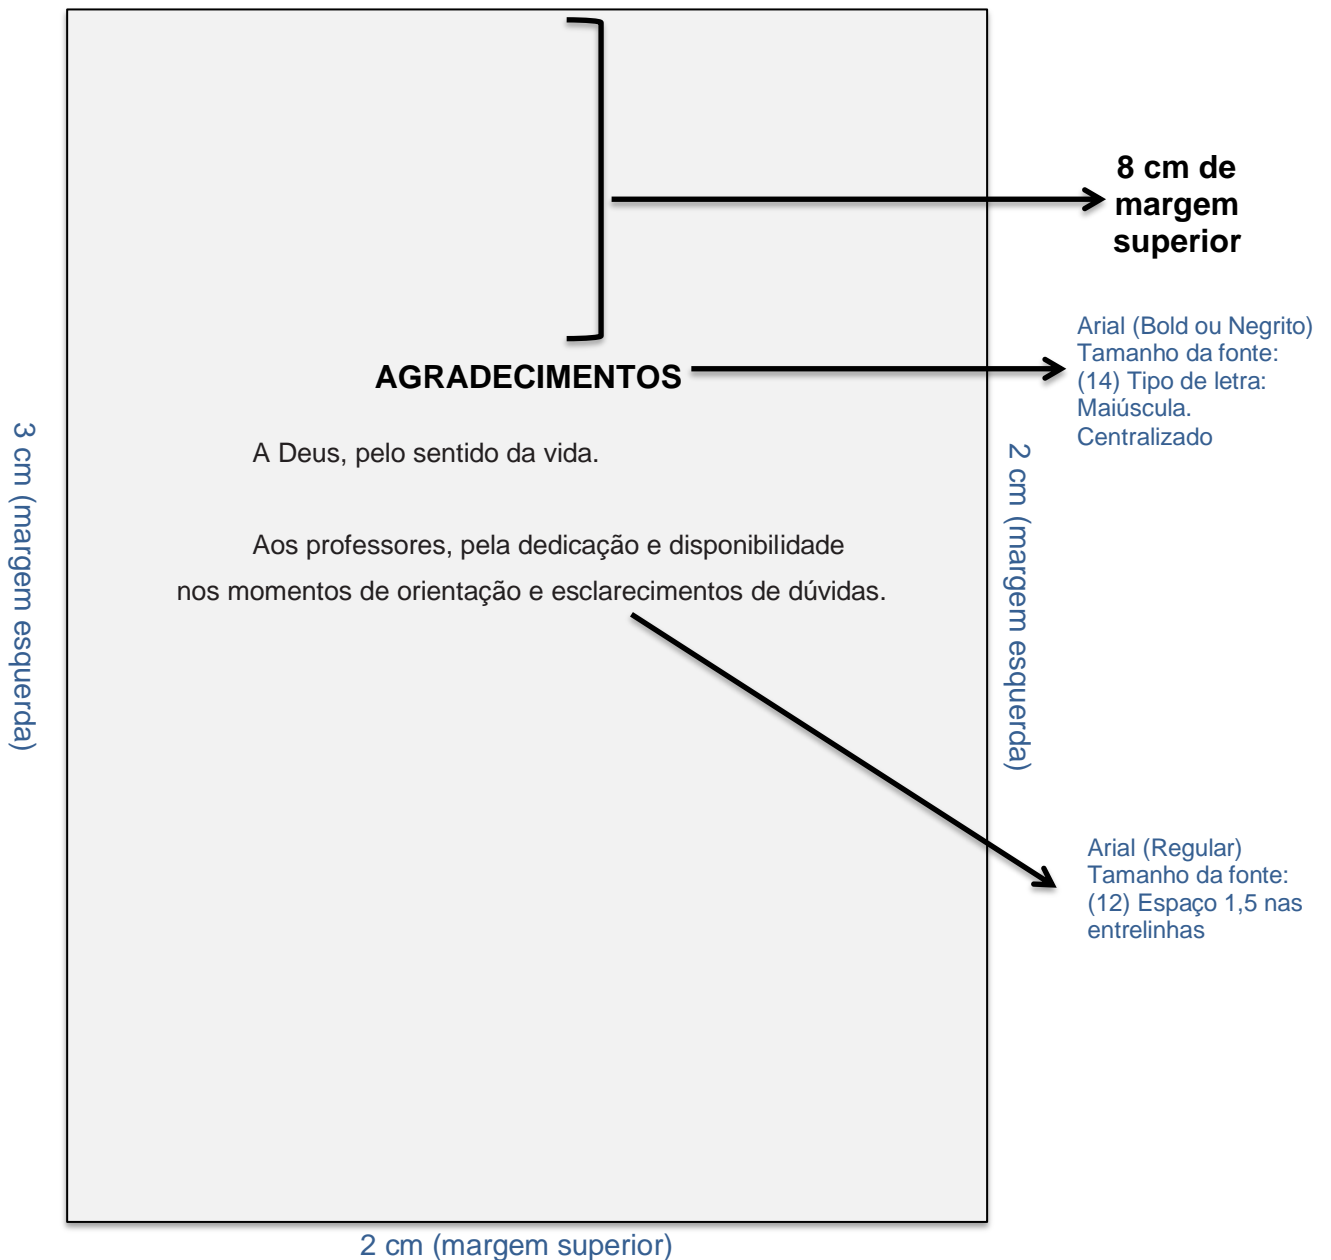 8 cm de
margem
superior
Arial (Bold ou Negrito)
Tamanho da fonte:
(14) Tipo de letra:
Maiúscula.
Centralizado
AGRADECIMENTOS
A Deus, pelo sentido da vida.
Aos professores, pela dedicação e disponibilidade
nos momentos de orientação e esclarecimentos de dúvidas.
3 cm (margem esquerda)
2 cm (margem esquerda)
Arial (Regular)
Tamanho da fonte:
(12) Espaço 1,5 nas
entrelinhas
2 cm (margem superior)